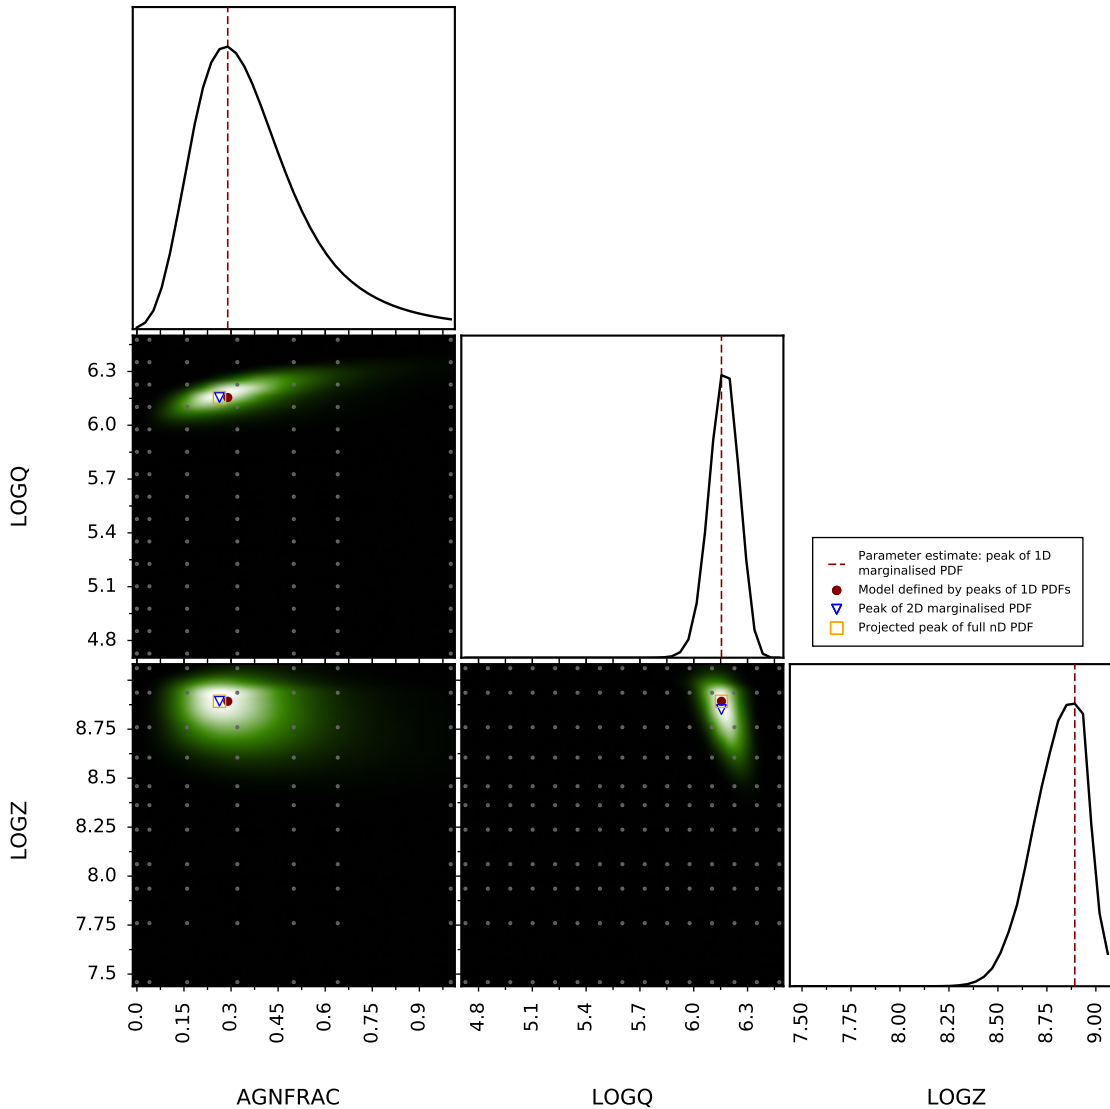 6.3
6.0
5.7
5.4
5.1
4.8
LOGQ
Parameter estimate: peak of 1D
marginalised PDF
Model defined by peaks of 1D PDFs
Peak of 2D marginalised PDF
Projected peak of full nD PDF
8.75
8.5
8.25
8.0
7.75
7.5
LOGZ
0.0 0.15 0.3 0.45 0.6 0.75 0.9
4.8 5.1 5.4 5.7 6.0 6.3
7.50 7.75 8.00 8.25 8.50 8.75 9.00
AGNFRAC LOGQ LOGZ